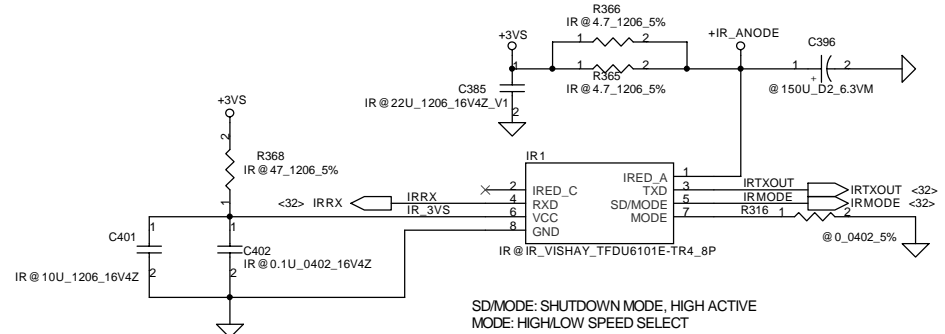 R366
IR@4.7_1206_5%
+3VS
1 2
+IR_ANODE
C396
1 2
R365
1 2
IR@4.7_1206_5%
+
@150U_D2_6.3VM
C385
1
IR@22U_1206_16V4Z_V1
2
+3VS
2
R368
IR@47_1206_5%
1
IR1
IRED_A 1
2 IRED_C
TXD 3 IRTXOUT IRTXOUT <32>
<32> IRRX IRRX 4 RXD
SD/MODE 5 IRMODE IRMODE <32>
IR_3VS 6 VCC
MODE 7 R316 1 2
8 GND
@0_0402_5%
IR@IR_VISHAY_TFDU6101E-TR4_8P
C401
1
2
IR@10U_1206_16V4Z
1
C402
IR@0.1U_0402_16V4Z
2
SD/MODE: SHUTDOWN MODE, HIGH ACTIVE
MODE: HIGH/LOW SPEED SELECT